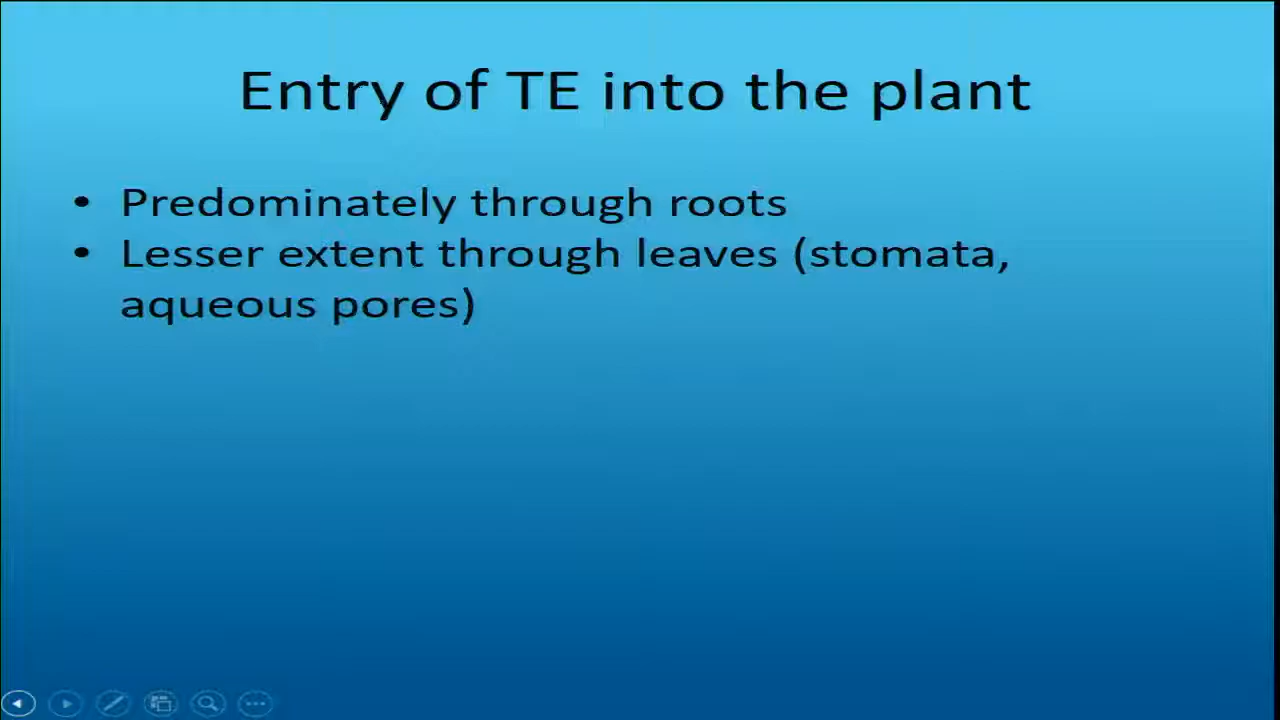 Entry of TE into the plant
• Predominately through roots
• Lesser extent through leaves (stomata,
aqueous pores)